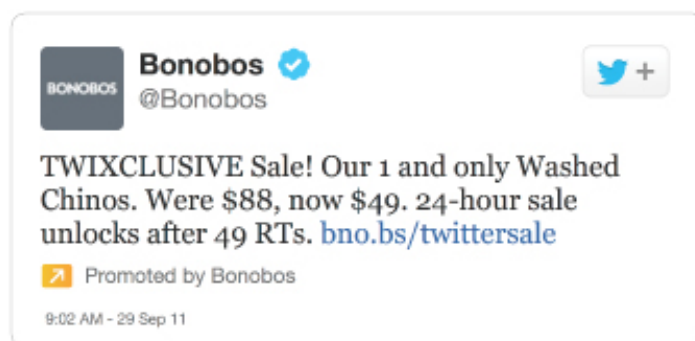 BONOBOS
Bonobos
@Bonobos
+
TWIXCLUSIVE Sale! Our 1 and only Washed
Chinos. Were $88, now $49. 24-hour sale
unlocks after 49 RTs. bno.bs/twittersale
Promoted by Bonobos
9:02 AM - 29 Sep 11